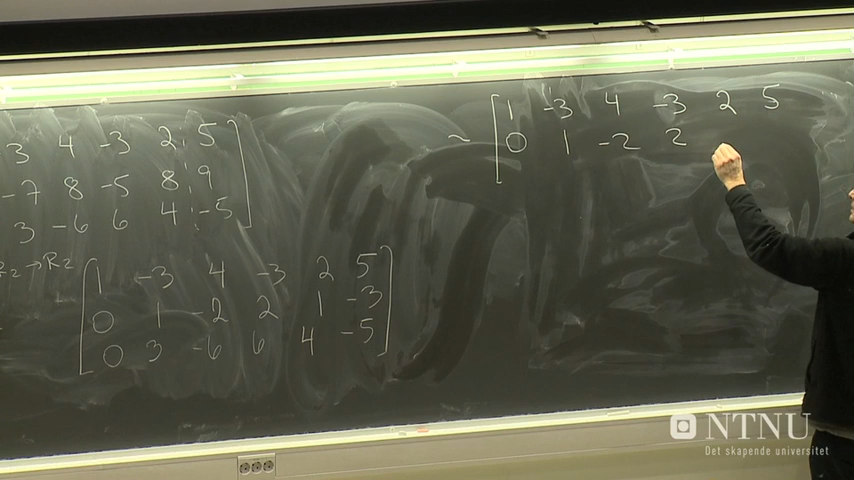 3 4 -3 2 5
-7 8 -5 8 9
3 -6 6 4 -5
R2 → R2
1 -3 4 -3 2 5
0 1 -2 2 1 -3
0 3 -6 6 4 -5
~ 1 -3 4 -3 2 5
0 1 -2 2
NTNU
Det skapende universitet